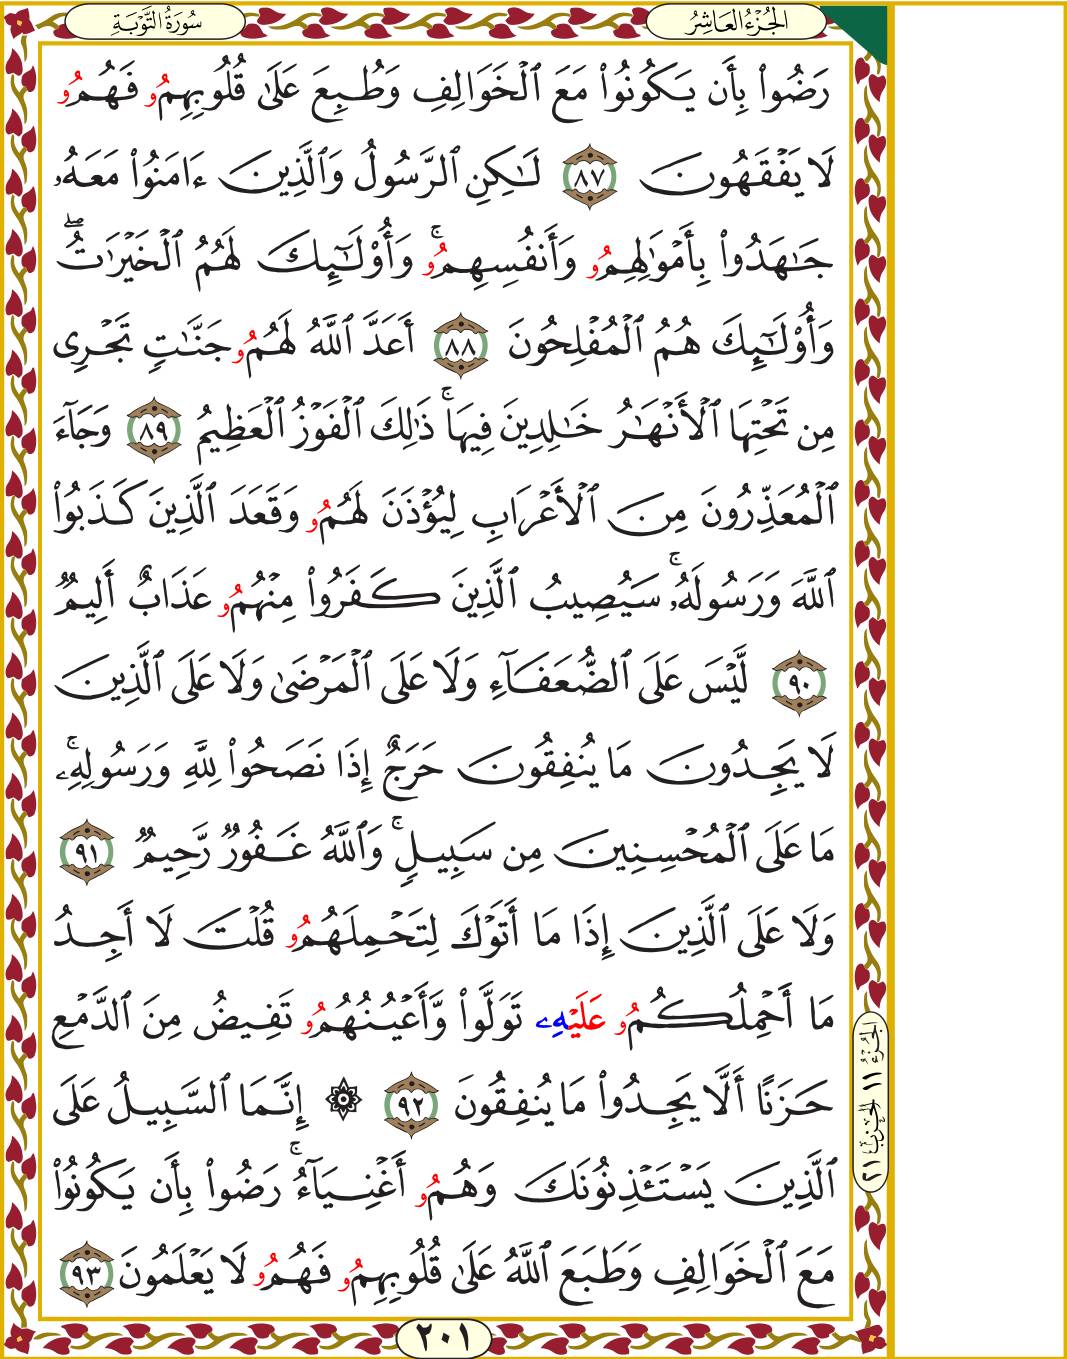 الجُزْءُ العَاشِرُ
سُورَةُ التَّوْبَةِ
رَضُوا۟ بِأَن يَكُونُوا۟ مَعَ ٱلْخَوَالِفِ وَطُبِعَ عَلَىٰ قُلُوبِهِمُۥ فَهُمُۥ
لَا يَفْقَهُونَ ٨٧ لَٰكِنِ ٱلرَّسُولُ وَٱلَّذِينَ ءَامَنُوا۟ مَعَهُۥ
جَٰهَدُوا۟ بِأَمْوَٰلِهِمُۥ وَأَنفُسِهِمُۥۚ وَأُو۟لَٰٓئِكَ لَهُمُ ٱلْخَيْرَٰتُۖ
وَأُو۟لَٰٓئِكَ هُمُ ٱلْمُفْلِحُونَ ٨٨ أَعَدَّ ٱللَّهُ لَهُمُۥ جَنَّٰتٍ تَجْرِى
مِن تَحْتِهَا ٱلْأَنْهَٰرُ خَٰلِدِينَ فِيهَاۚ ذَٰلِكَ ٱلْفَوْزُ ٱلْعَظِيمُ ٨٩ وَجَآءَ
ٱلْمُعَذِّرُونَ مِنَ ٱلْأَعْرَابِ لِيُؤْذَنَ لَهُمُۥ وَقَعَدَ ٱلَّذِينَ كَذَبُوا۟
ٱللَّهَ وَرَسُولَهُۥۚ سَيُصِيبُ ٱلَّذِينَ كَفَرُوا۟ مِنْهُمُۥ عَذَابٌ أَلِيمٌ
٩٠ لَّيْسَ عَلَى ٱلضُّعَفَآءِ وَلَا عَلَى ٱلْمَرْضَىٰ وَلَا عَلَى ٱلَّذِينَ
لَا يَجِدُونَ مَا يُنفِقُونَ حَرَجٌ إِذَا نَصَحُوا۟ لِلَّهِ وَرَسُولِهِۦۚ
مَا عَلَى ٱلْمُحْسِنِينَ مِن سَبِيلٍۚ وَٱللَّهُ غَفُورٌ رَّحِيمٌ ٩١
وَلَا عَلَى ٱلَّذِينَ إِذَا مَا أَتَوْكَ لِتَحْمِلَهُمُۥ قُلْتَ لَا أَجِدُ
مَا أَحْمِلُكُمُۥ عَلَيْهِۦ تَوَلَّوا۟ وَّأَعْيُنُهُمُۥ تَفِيضُ مِنَ ٱلدَّمْعِ
حَزَنًا أَلَّا يَجِدُوا۟ مَا يُنفِقُونَ ٩٢ ۞ إِنَّمَا ٱلسَّبِيلُ عَلَى
ٱلَّذِينَ يَسْتَـْٔذِنُونَكَ وَهُمُۥ أَغْنِيَآءُۚ رَضُوا۟ بِأَن يَكُونُوا۟
مَعَ ٱلْخَوَالِفِ وَطَبَعَ ٱللَّهُ عَلَىٰ قُلُوبِهِمُۥ فَهُمُۥ لَا يَعْلَمُونَ ٩٣
الجُزْءُ ١١ الحِزْبُ ٢١
٢٠١